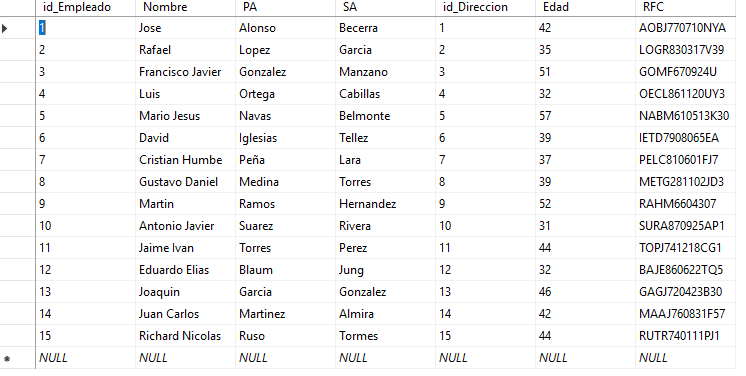 id_Empleado Nombre PA SA id_Direccion Edad RFC
1 Jose Alonso Becerra 1 42 AOBJ770710NYA
2 Rafael Lopez Garcia 2 35 LOGR830317V39
3 Francisco Javier Gonzalez Manzano 3 51 GOMF670924U
4 Luis Ortega Cabillas 4 32 OECL861120UY3
5 Mario Jesus Navas Belmonte 5 57 NABM610513K30
6 David Iglesias Tellez 6 39 IETD7908065EA
7 Cristian Humbe Peña Lara 7 37 PELC810601FJ7
8 Gustavo Daniel Medina Torres 8 39 METG281102JD3
9 Martin Ramos Hernandez 9 52 RAHM6604307
10 Antonio Javier Suarez Rivera 10 31 SURA870925AP1
11 Jaime Ivan Torres Perez 11 44 TOPJ741218CG1
12 Eduardo Elias Blaum Jung 12 32 BAJE860622TQ5
13 Joaquin Garcia Gonzalez 13 46 GAGJ720423B30
14 Juan Carlos Martinez Almira 14 42 MAAJ760831F57
15 Richard Nicolas Ruso Tormes 15 44 RUTR740111PJ1
NULL NULL NULL NULL NULL NULL NULL